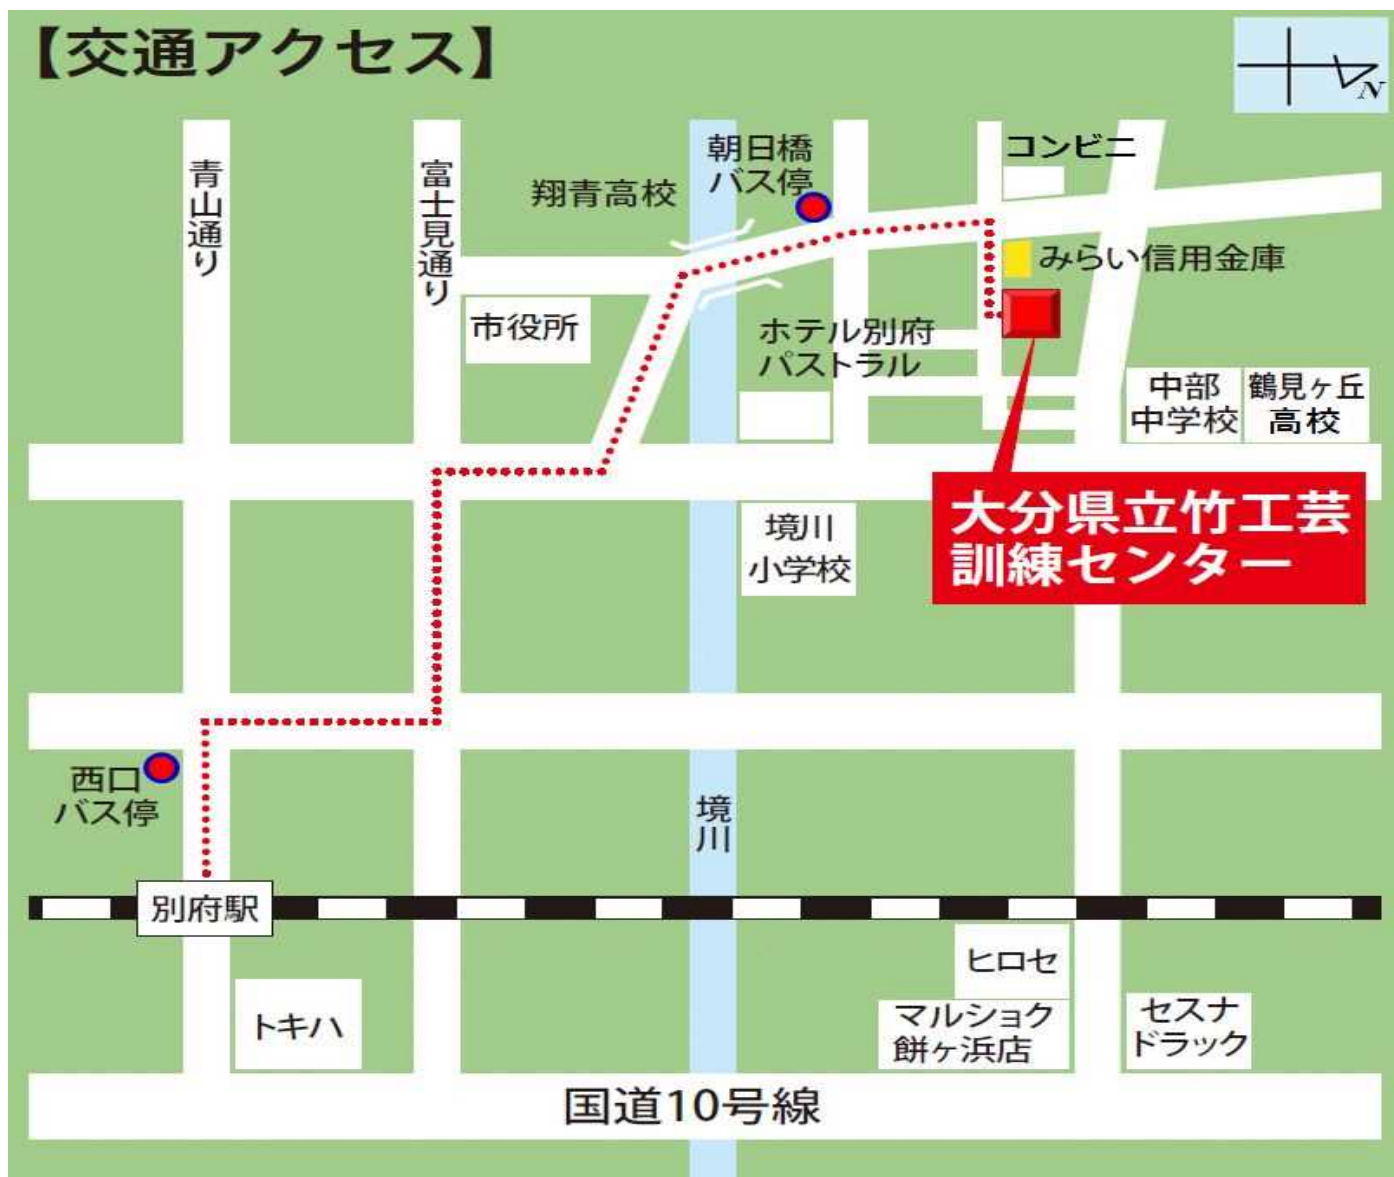 【交通アクセス】
N
青山通り
富士見通り
翔青高校
朝日橋
バス停
コンビニ
みらい信用金庫
市役所
ホテル別府
パストラル
中部
中学校
鶴見ヶ丘
高校
大分県立竹工芸
訓練センター
境川
小学校
西口
バス停
境川
別府駅
トキハ
ヒロセ
マルショク
餅ヶ浜店
セスナ
ドラック
国道10号線